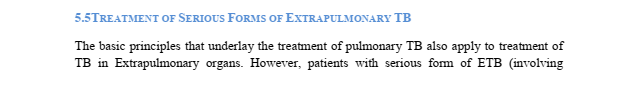 5.5TREATMENT OF SERIOUS FORMS OF EXTRAPULMONARY TB
The basic principles that underlay the treatment of pulmonary TB also apply to treatment of
TB in Extrapulmonary organs. However, patients with serious form of ETB (involving